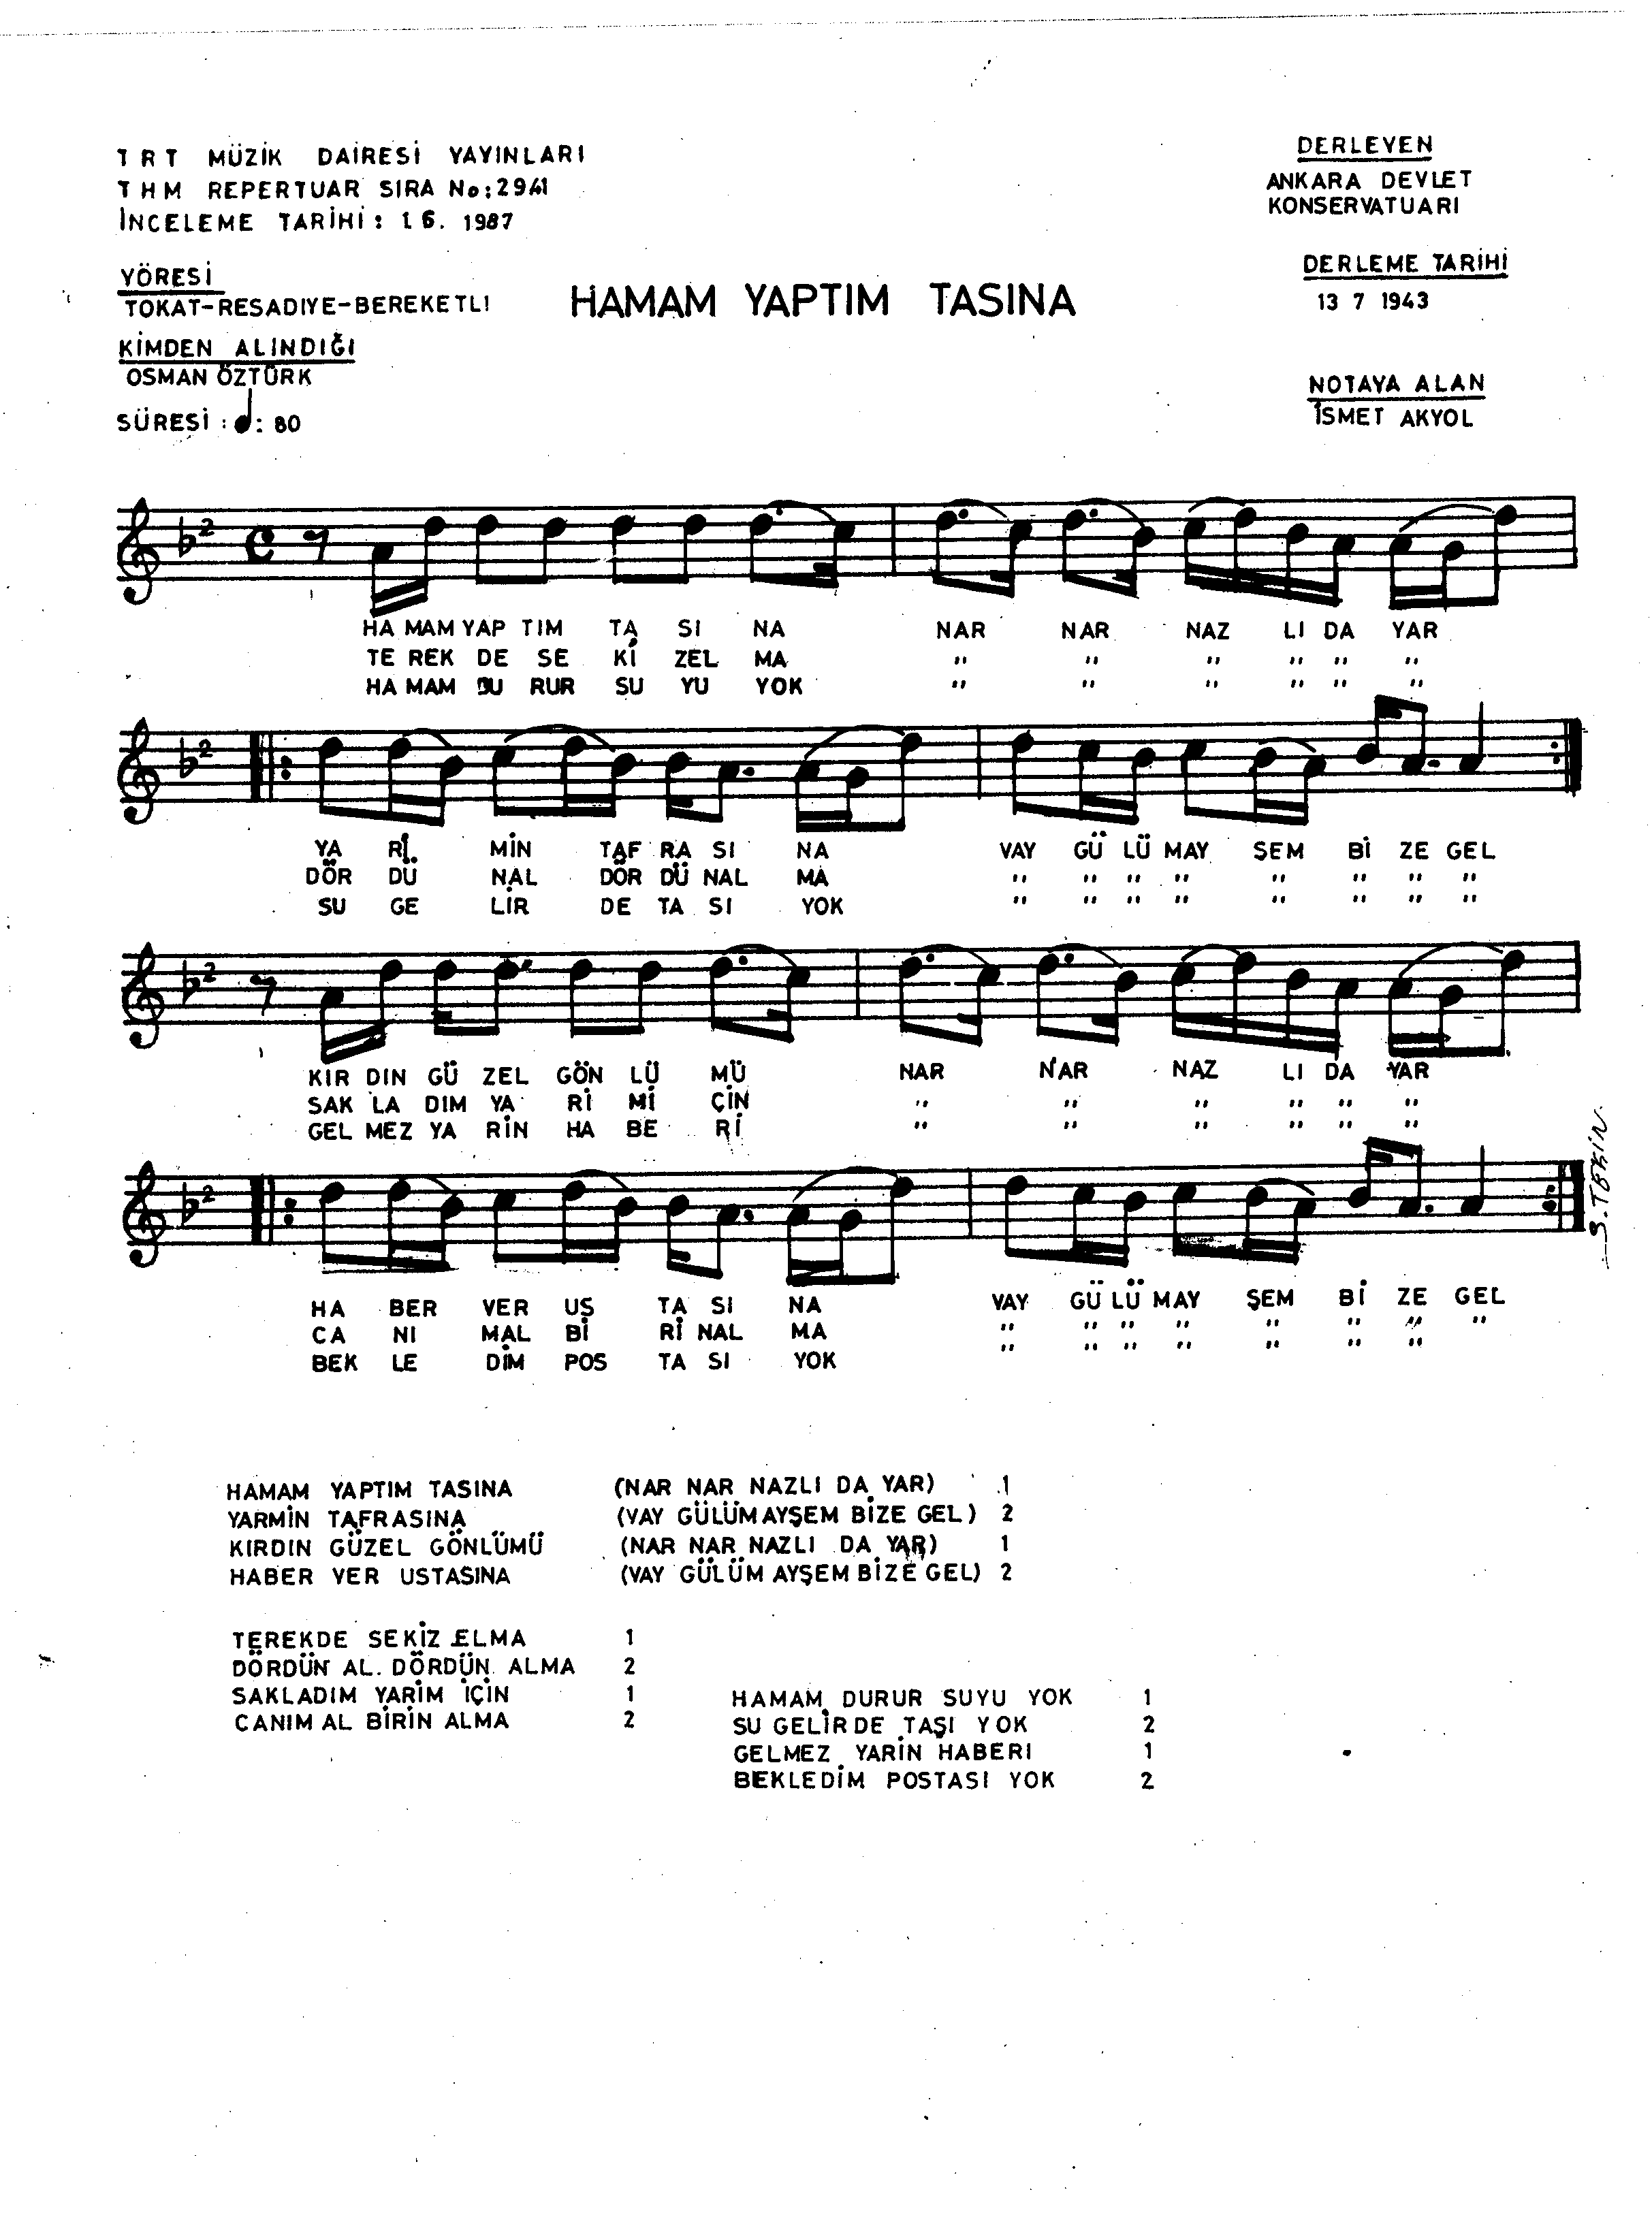 TRT MÜZİK DAİRESİ YAYINLARI
THM REPERTUAR SIRA No: 2941
İNCELEME TARİHİ: 1.6. 1987
DERLEYEN
ANKARA DEVLET
KONSERVATUARI
YÖRESİ
TOKAT-RESADIYE-BEREKETLI
DERLEME TARİHİ
13 7 1943
HAMAM YAPTIM TASINA
KİMDEN ALINDIĞI
OSMAN ÖZTÜRK
NOTAYA ALAN
İSMET AKYOL
SÜRESİ : 80
HA MAM YAP TIM TA SI NA NAR NAR NAZ LI DA YAR
TE REK DE SE Kİ ZEL MA " " " " " "
HA MAM DU RUR SU YU YOK " " " " " "
YA Rİ MİN TAF RA SI NA VAY GÜ LÜ MAY ŞEM Bİ ZE GEL
DÖR DÜ NAL DÖR DÜ NAL MA " " " " " " " "
SU GE LİR DE TA SI YOK " " " " " " " "
KIR DIN GÜ ZEL GÖN LÜ MÜ NAR NAR NAZ LI DA YAR
SAK LA DIM YA Rİ Mİ ÇİN " " " " " "
GEL MEZ YA RİN HA BE Rİ " " " " " "
S.TEKİN
HA BER VER US TA SI NA VAY GÜ LÜ MAY ŞEM Bİ ZE GEL
CA NI MAL Bİ Rİ NAL MA " " " " " " " "
BEK LE DİM POS TA SI YOK " " " " " " "
HAMAM YAPTIM TASINA (NAR NAR NAZLI DA YAR) 1
YARMİN TAFRASINA (VAY GÜLÜM AYŞEM BİZE GEL) 2
KIRDIN GÜZEL GÖNLÜMÜ (NAR NAR NAZLI DA YAR) 1
HABER VER USTASINA (VAY GÜLÜM AYŞEM BİZE GEL) 2
TEREKDE SEKİZ ELMA 1
DÖRDÜN AL. DÖRDÜN ALMA 2
SAKLADIM YARİM İÇİN 1
CANIM AL BİRİN ALMA 2
HAMAM DURUR SUYU YOK 1
SU GELİR DE TAŞI YOK 2
GELMEZ YARİN HABERI 1
BEKLEDİM POSTASI YOK 2